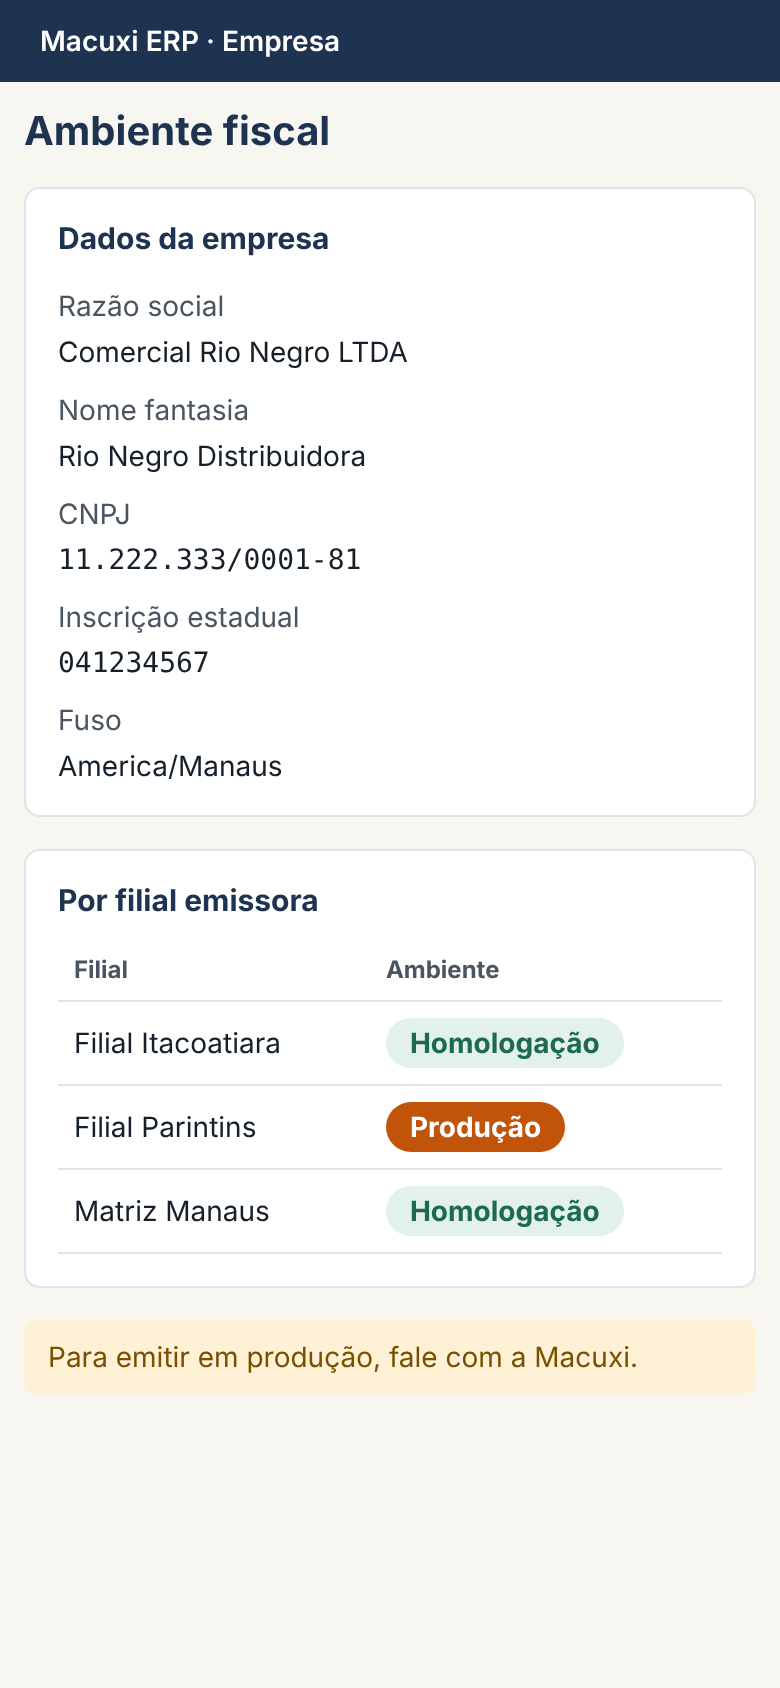 Macuxi ERP · Empresa
Ambiente fiscal
Dados da empresa
Razão social
Comercial Rio Negro LTDA
Nome fantasia
Rio Negro Distribuidora
CNPJ
11.222.333/0001-81
Inscrição estadual
041234567
Fuso
America/Manaus
Por filial emissora
Filial Ambiente
Filial Itacoatiara Homologação
Filial Parintins Produção
Matriz Manaus Homologação
Para emitir em produção, fale com a Macuxi.